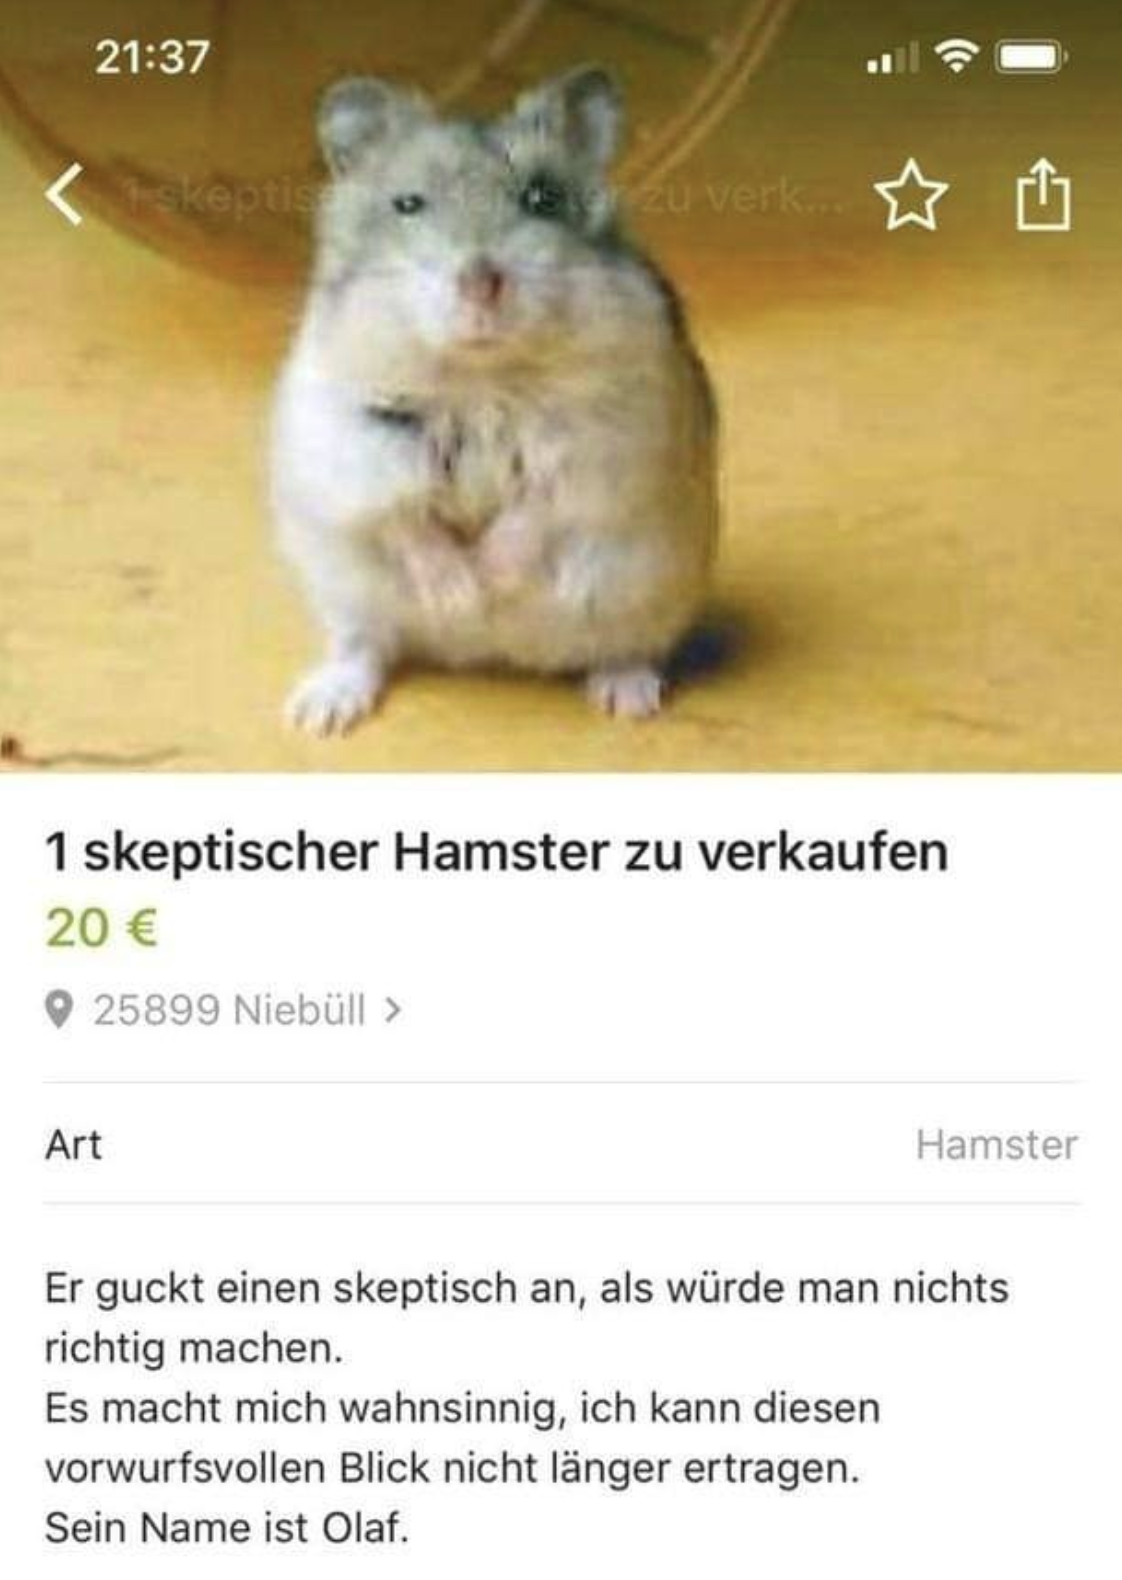 21:37
1 skeptischer Hamster zu verk...
1 skeptischer Hamster zu verkaufen
20 €
25899 Niebüll >
Art
Hamster
Er guckt einen skeptisch an, als würde man nichts
richtig machen.
Es macht mich wahnsinnig, ich kann diesen
vorwurfsvollen Blick nicht länger ertragen.
Sein Name ist Olaf.